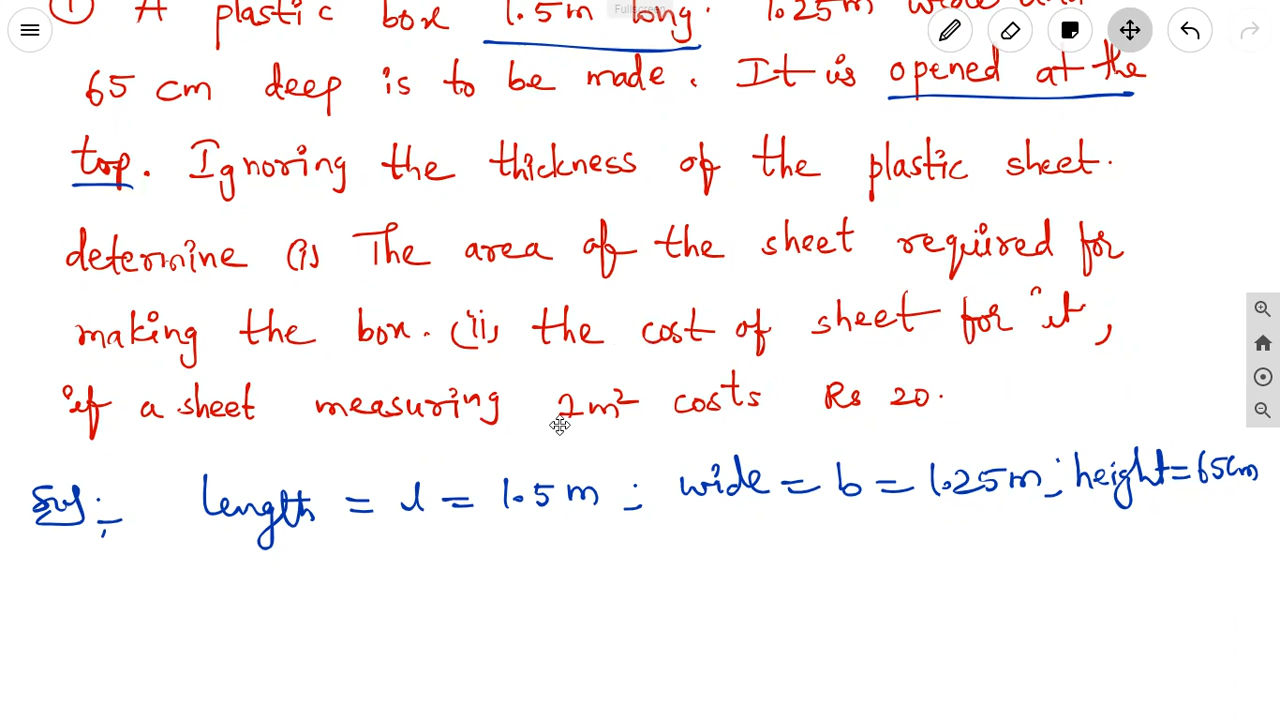 ① A plastic box 1.5m long. 1.25m wide and
65 cm deep is to be made. It is opened at the
top. Ignoring the thickness of the plastic sheet.
determine (i) The area of the sheet required for
making the box. (ii) the cost of sheet for it,
if a sheet measuring 2m² costs Rs 20.
Sol:- length = l = 1.5m ; wide = b = 1.25m ; height = 65cm